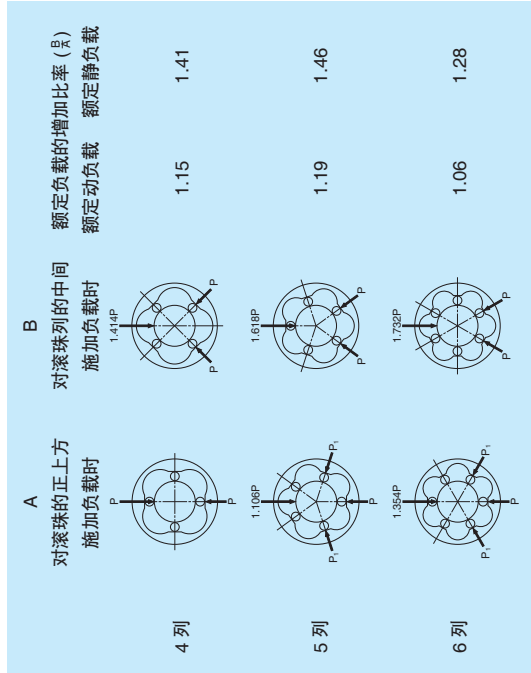 A
B
额定负载的增加比率 (B/A)
对滚珠的正上方
施加负载时
对滚珠列的中间
施加负载时
额定动负载
额定静负载
4 列
P
P
1.414P
P
P
1.15
1.41
5 列
1.106P
P₁
P
P₁
1.618P
P
P
1.19
1.46
6 列
1.354P
P₁
P
P₁
1.732P
P
P
1.06
1.28